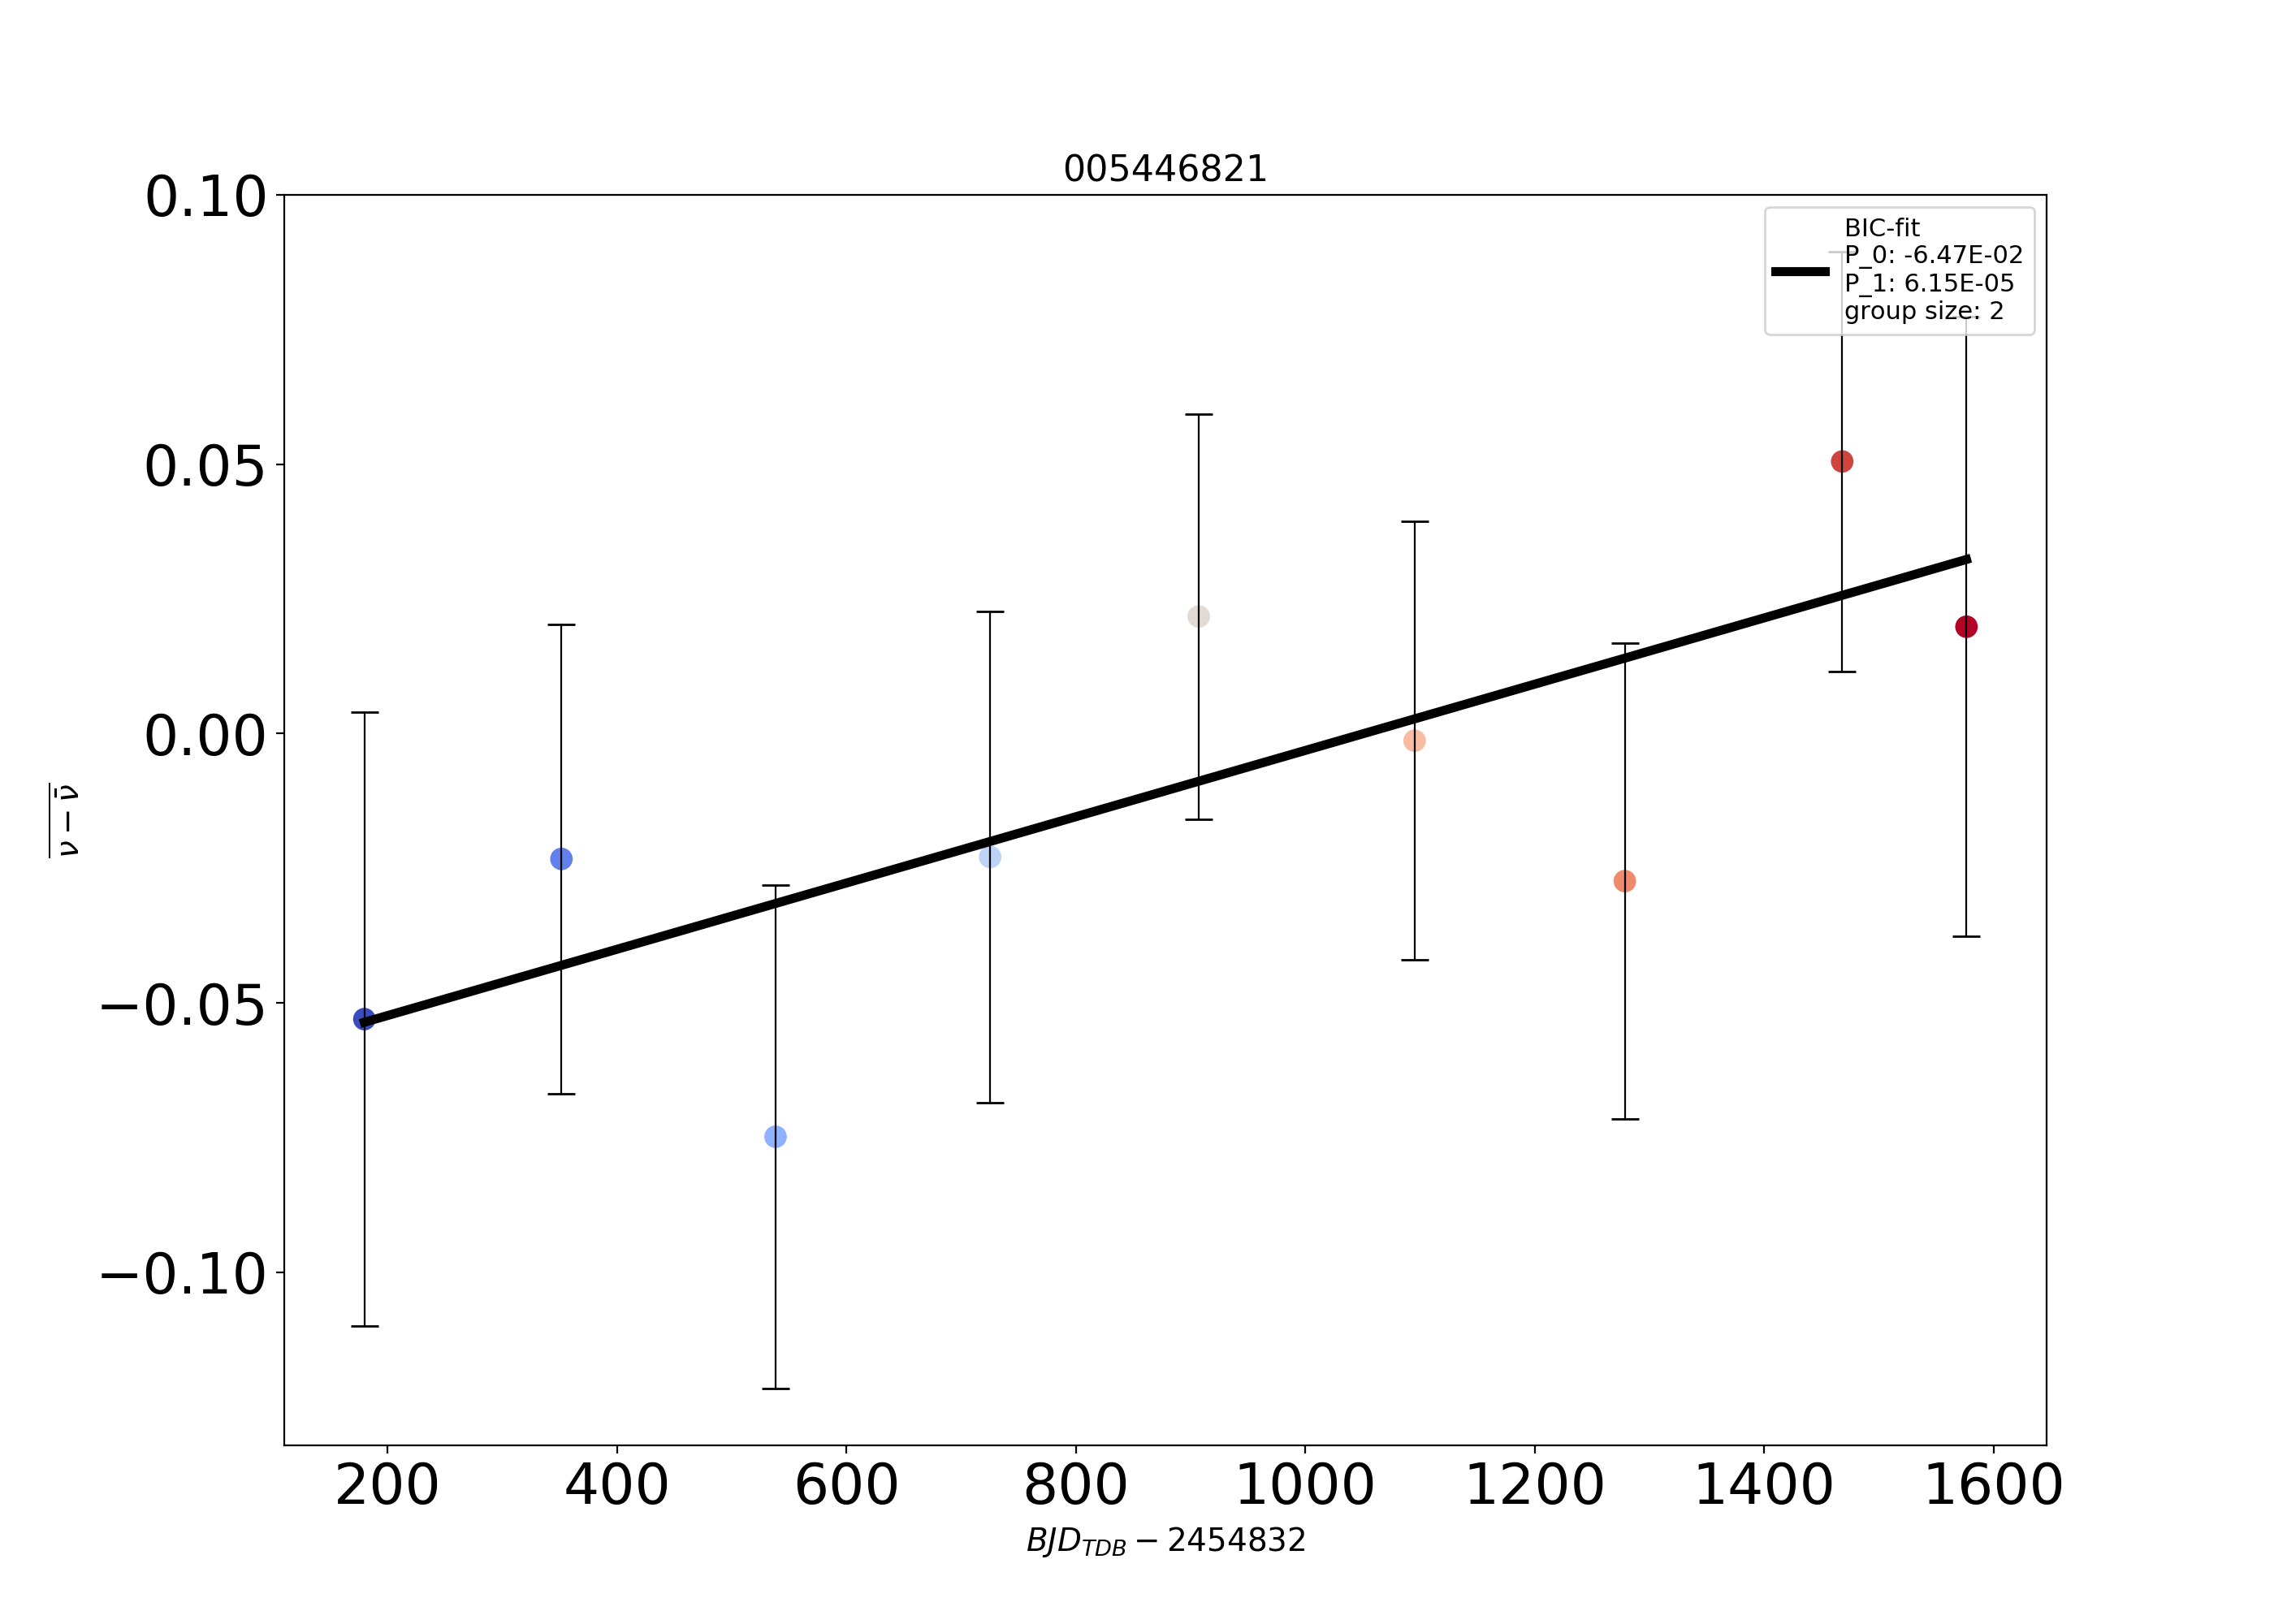 005446821
0.10
0.05
0.00
−0.05
−0.10
BIC-fit
P_0: -6.47E-02
P_1: 6.15E-05
group size: 2
ν − ν̄
200 400 600 800 1000 1200 1400 1600
BJD_TDB − 2454832